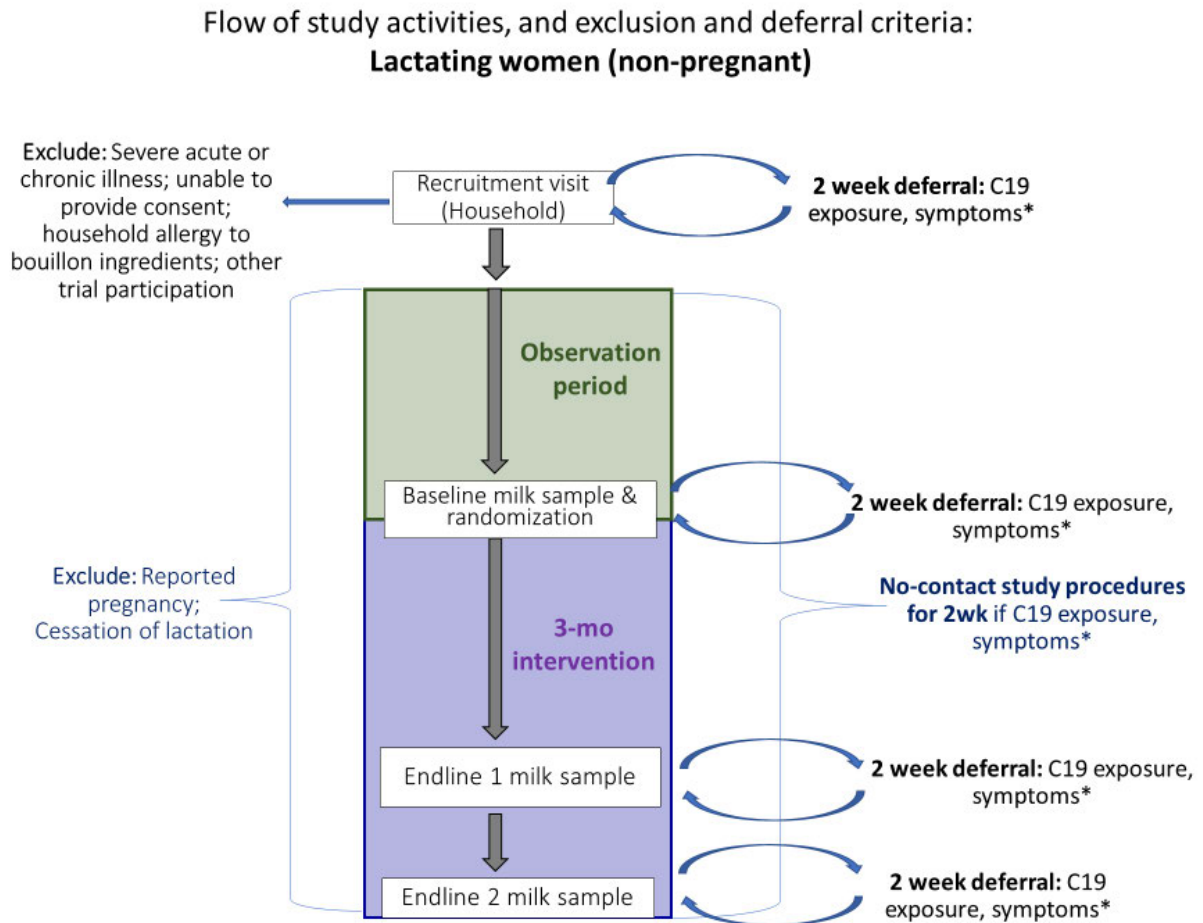 Flow of study activities, and exclusion and deferral criteria:
Lactating women (non-pregnant)
Exclude: Severe acute or
chronic illness; unable to
provide consent;
household allergy to
bouillon ingredients; other
trial participation
Recruitment visit
(Household)
2 week deferral: C19
exposure, symptoms*
Observation
period
Baseline milk sample &
randomization
2 week deferral: C19 exposure,
symptoms*
Exclude: Reported
pregnancy;
Cessation of lactation
3-mo
intervention
No-contact study procedures
for 2wk if C19 exposure,
symptoms*
Endline 1 milk sample
2 week deferral: C19 exposure,
symptoms*
Endline 2 milk sample
2 week deferral: C19
exposure, symptoms*